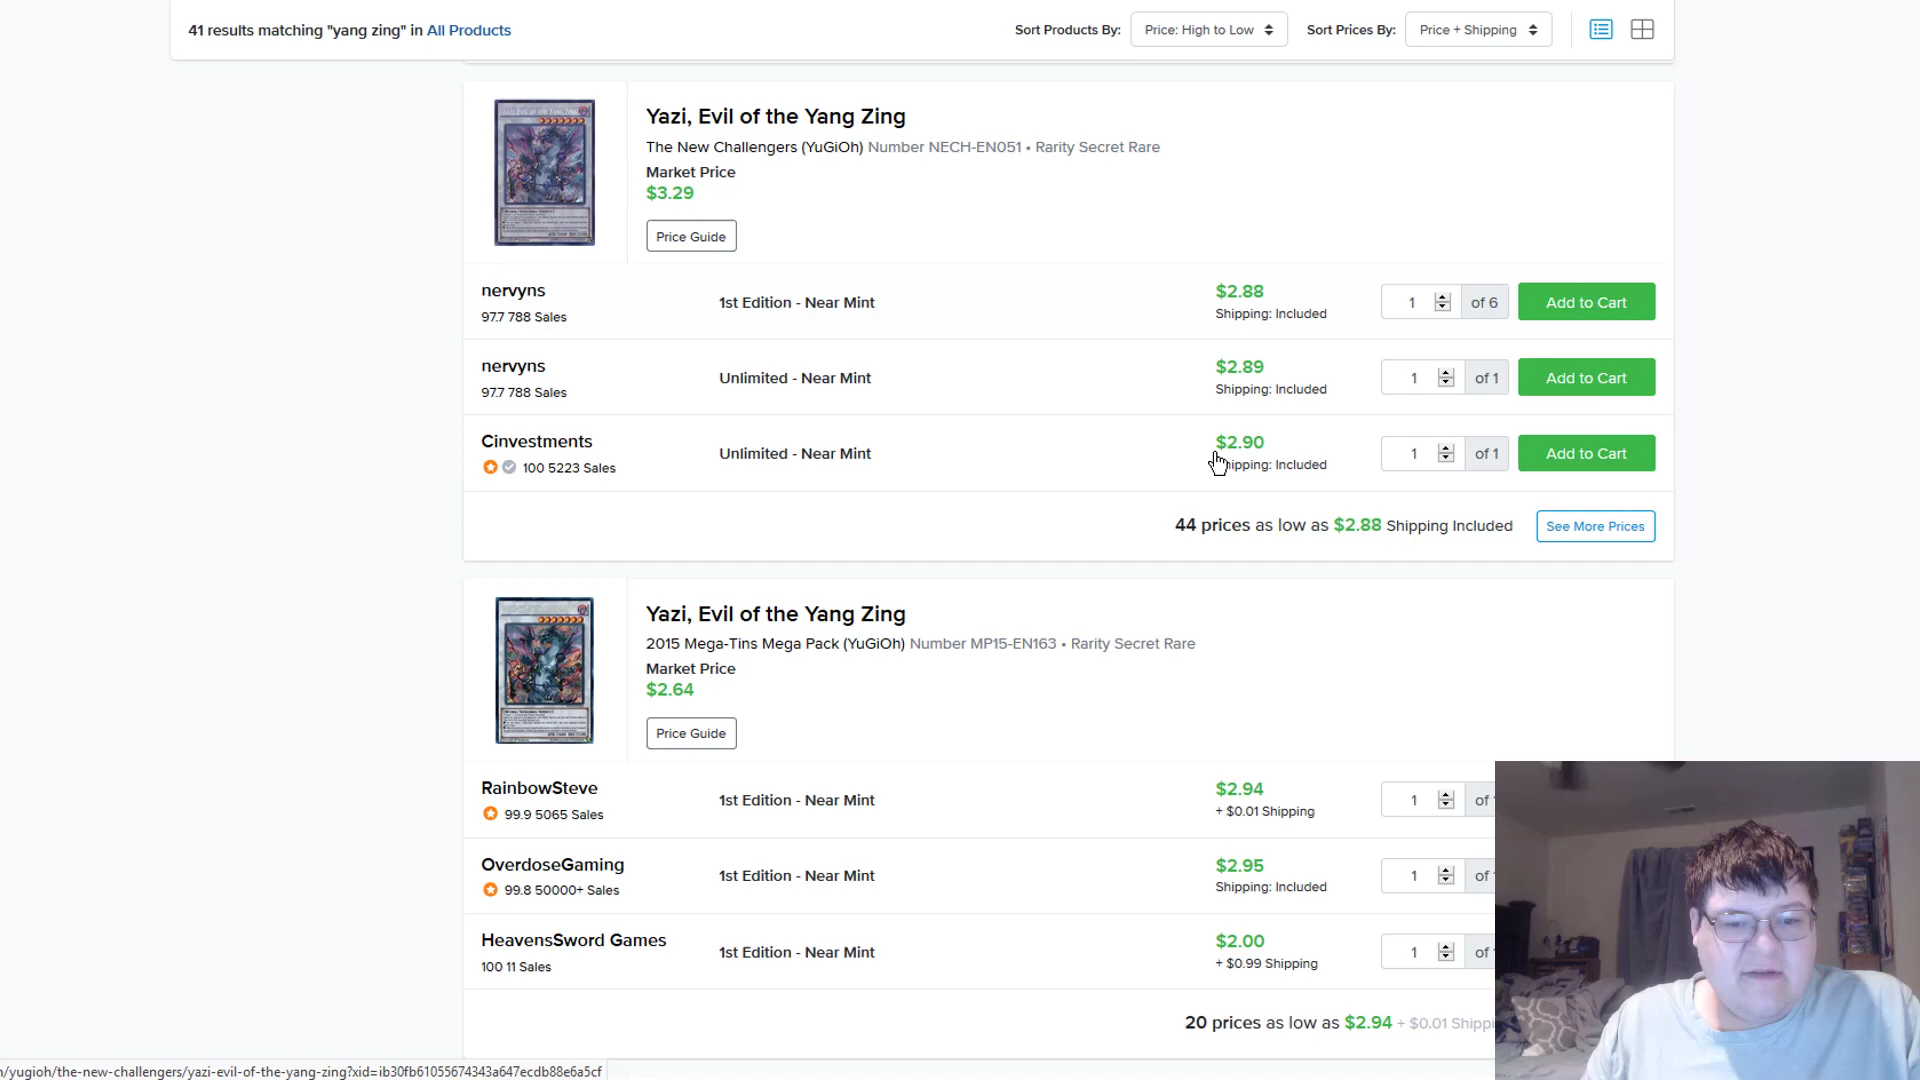 41 results matching "yang zing" in All Products
Sort Products By: Price: High to Low
Sort Prices By: Price + Shipping
Yazi, Evil of the Yang Zing
The New Challengers (YuGiOh) Number NECH-EN051 • Rarity Secret Rare
Market Price
$3.29
Price Guide
nervyns
97.7 788 Sales
1st Edition - Near Mint
$2.88
Shipping: Included
1 of 6
Add to Cart
nervyns
97.7 788 Sales
Unlimited - Near Mint
$2.89
Shipping: Included
1 of 1
Add to Cart
Cinvestments
100 5223 Sales
Unlimited - Near Mint
$2.90
hipping: Included
1 of 1
Add to Cart
44 prices as low as $2.88 Shipping Included
See More Prices
Yazi, Evil of the Yang Zing
2015 Mega-Tins Mega Pack (YuGiOh) Number MP15-EN163 • Rarity Secret Rare
Market Price
$2.64
Price Guide
RainbowSteve
99.9 5065 Sales
1st Edition - Near Mint
$2.94
+ $0.01 Shipping
1 of
OverdoseGaming
99.8 50000+ Sales
1st Edition - Near Mint
$2.95
Shipping: Included
1 of
HeavensSword Games
100 11 Sales
1st Edition - Near Mint
$2.00
+ $0.99 Shipping
1 of
20 prices as low as $2.94 + $0.01 Shippi
/yugioh/the-new-challengers/yazi-evil-of-the-yang-zing?xid=ib30fb61055674343a647ecdb88e6a5cf